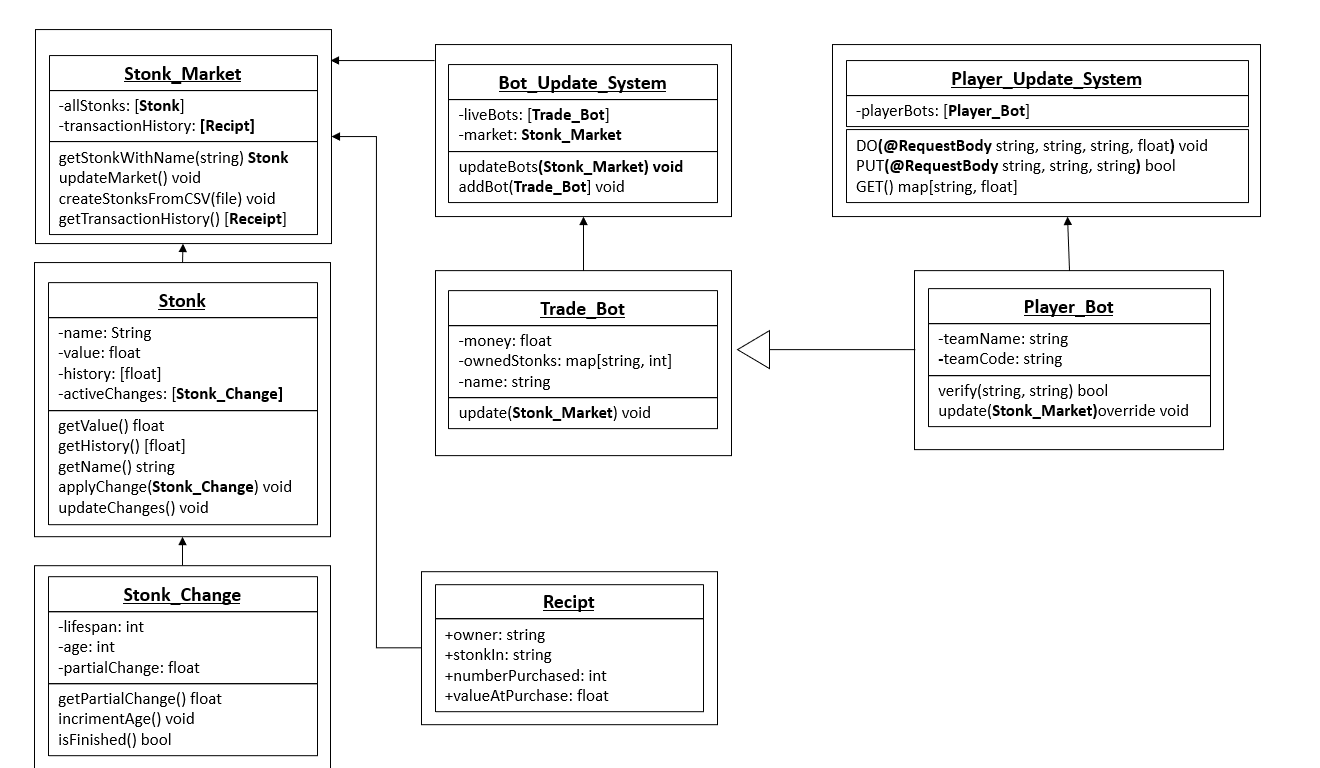 Stonk_Market
-allStonks: [Stonk]
-transactionHistory: [Recipt]
getStonkWithName(string) Stonk
updateMarket() void
createStonksFromCSV(file) void
getTransactionHistory() [Receipt]
Stonk
-name: String
-value: float
-history: [float]
-activeChanges: [Stonk_Change]
getValue() float
getHistory() [float]
getName() string
applyChange(Stonk_Change) void
updateChanges() void
Stonk_Change
-lifespan: int
-age: int
-partialChange: float
getPartialChange() float
incrimentAge() void
isFinished() bool
Bot_Update_System
-liveBots: [Trade_Bot]
-market: Stonk_Market
updateBots(Stonk_Market) void
addBot(Trade_Bot] void
Trade_Bot
-money: float
-ownedStonks: map[string, int]
-name: string
update(Stonk_Market) void
Recipt
+owner: string
+stonkIn: string
+numberPurchased: int
+valueAtPurchase: float
Player_Update_System
-playerBots: [Player_Bot]
DO(@RequestBody string, string, string, float) void
PUT(@RequestBody string, string, string) bool
GET() map[string, float]
Player_Bot
-teamName: string
-teamCode: string
verify(string, string) bool
update(Stonk_Market)override void